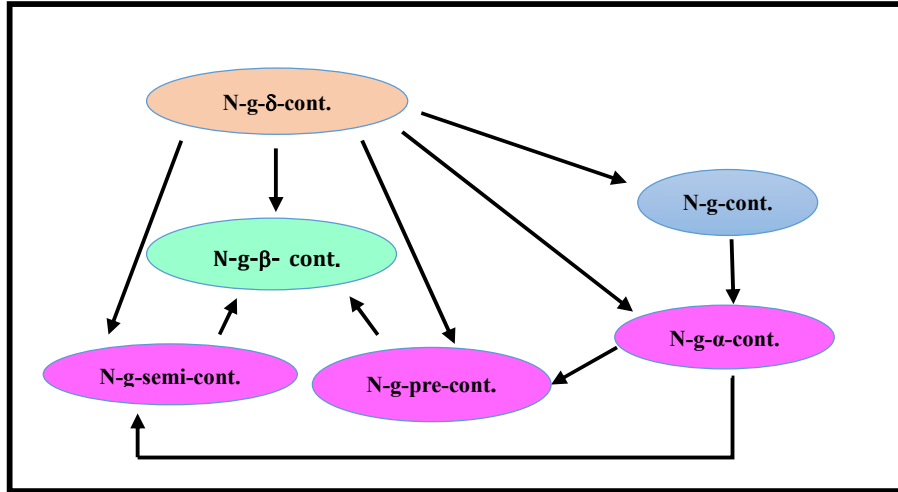 N-g-δ-cont.
N-g-cont.
N-g-β- cont.
N-g-α-cont.
N-g-semi-cont.
N-g-pre-cont.